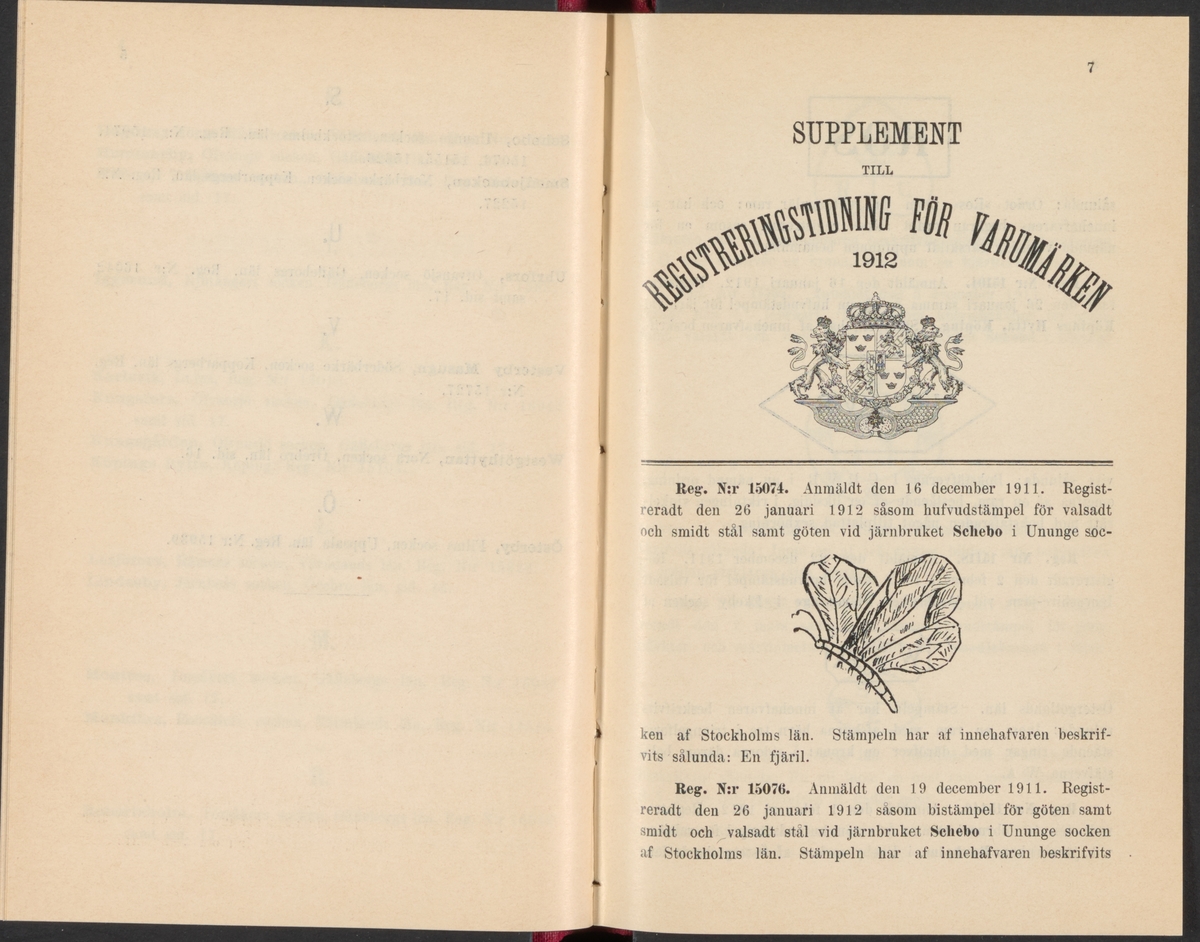 7
SUPPLEMENT
TILL
REGISTRERINGSTIDNING FÖR VARUMÄRKEN
1912
Reg. N:r 15074. Anmäldt den 16 december 1911. Regist-
reradt den 26 januari 1912 såsom hufvudstämpel för valsadt
och smidt stål samt göten vid järnbruket Schebo i Ununge soc-
ken af Stockholms län. Stämpeln har af innehafvaren beskrif-
vits sålunda: En fjäril.
Reg. N:r 15076. Anmäldt den 19 december 1911. Regist-
reradt den 26 januari 1912 såsom bistämpel för göten samt
smidt och valsadt stål vid järnbruket Schebo i Ununge socken
af Stockholms län. Stämpeln har af innehafvaren beskrifvits